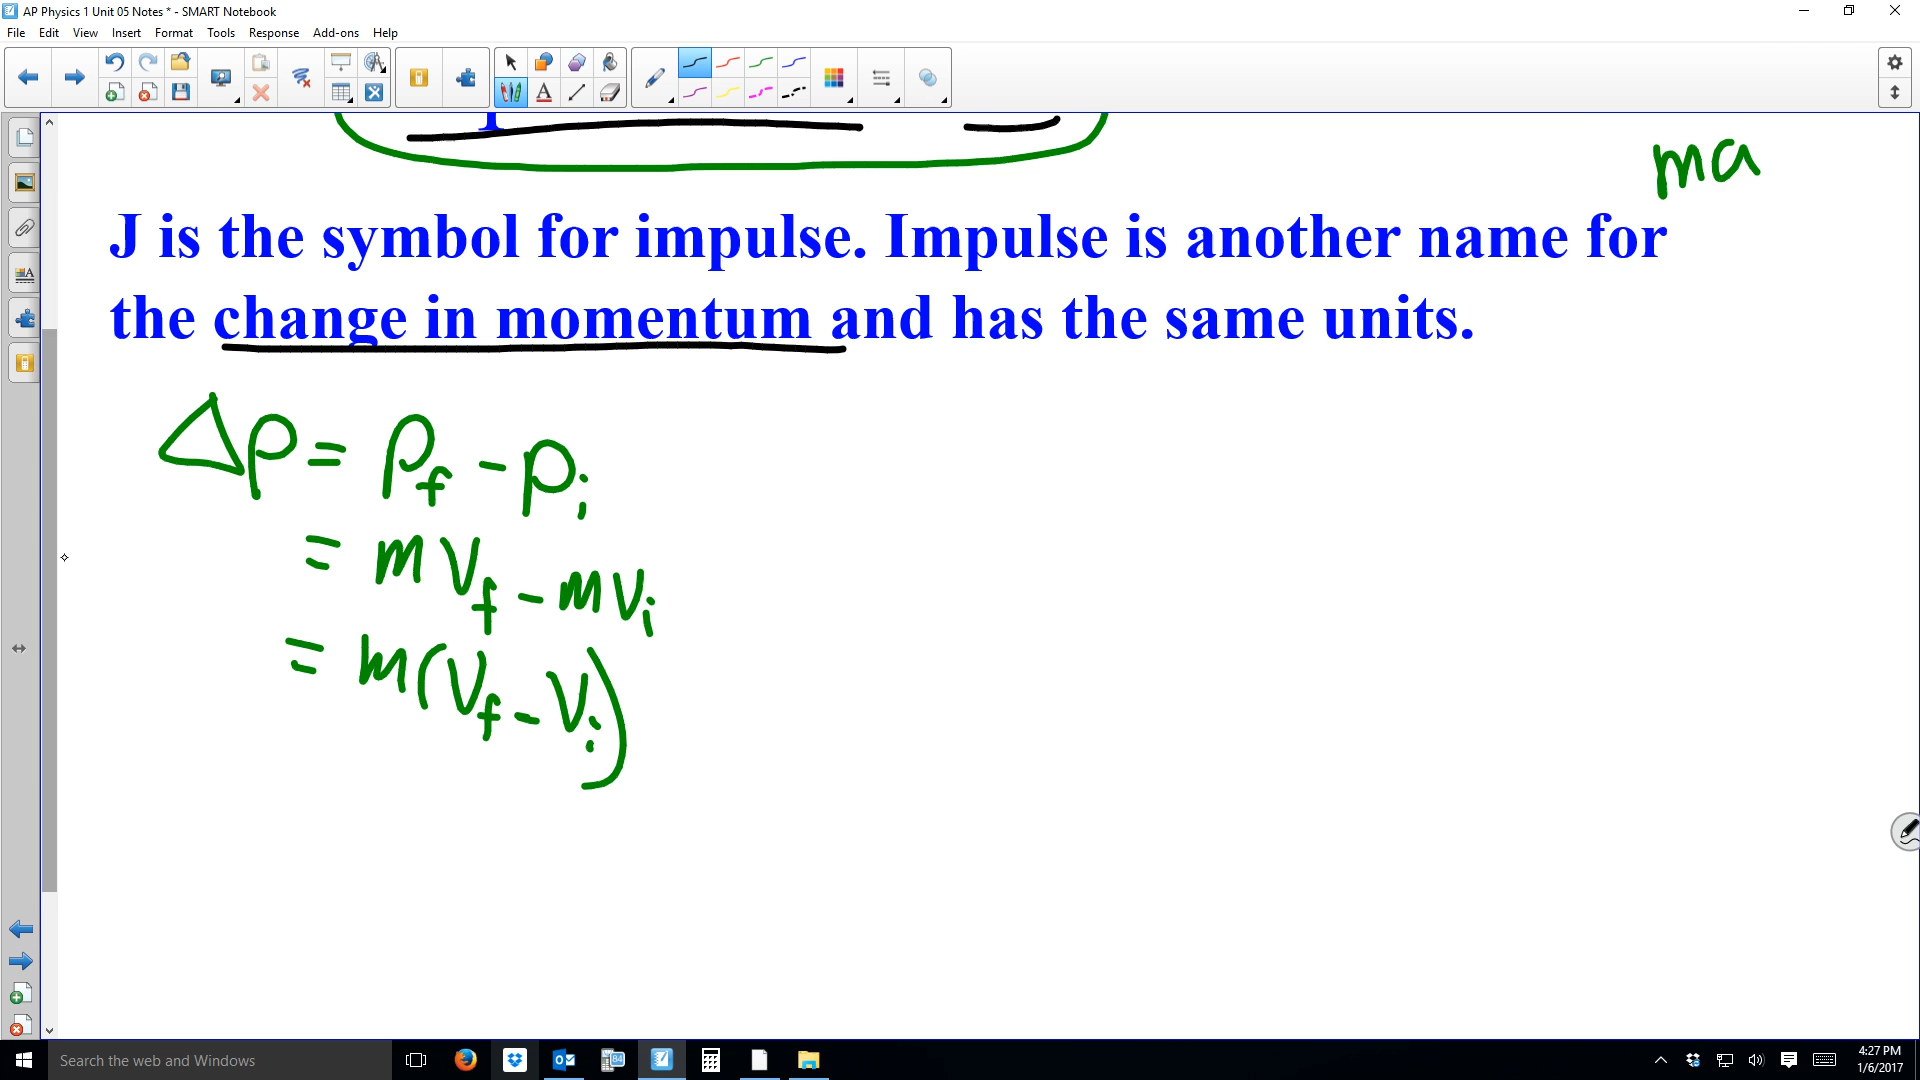 AP Physics 1 Unit 05 Notes * - SMART Notebook
File Edit View Insert Format Tools Response Add-ons Help
ma
J is the symbol for impulse. Impulse is another name for
the change in momentum and has the same units.
Δp = pf - pi
= mvf - mvi
= m(vf - vi)
Search the web and Windows
4:27 PM
1/6/2017